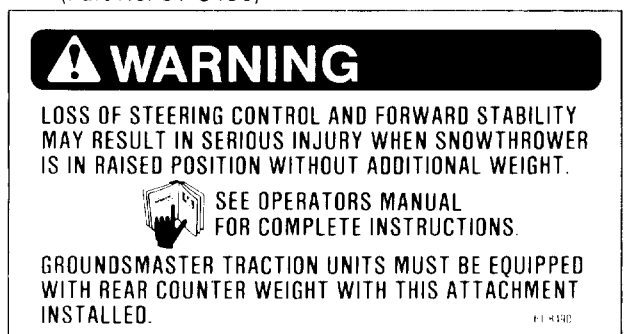 WARNING
LOSS OF STEERING CONTROL AND FORWARD STABILITY
MAY RESULT IN SERIOUS INJURY WHEN SNOWTHROWER
IS IN RAISED POSITION WITHOUT ADDITIONAL WEIGHT.
SEE OPERATORS MANUAL
FOR COMPLETE INSTRUCTIONS.
GROUNDSMASTER TRACTION UNITS MUST BE EQUIPPED
WITH REAR COUNTER WEIGHT WITH THIS ATTACHMENT
INSTALLED.